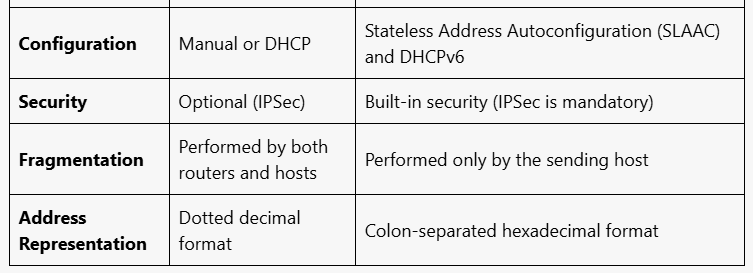 Configuration
Manual or DHCP
Stateless Address Autoconfiguration (SLAAC)
and DHCPv6
Security
Optional (IPSec)
Built-in security (IPSec is mandatory)
Fragmentation
Performed by both
routers and hosts
Performed only by the sending host
Address
Representation
Dotted decimal
format
Colon-separated hexadecimal format